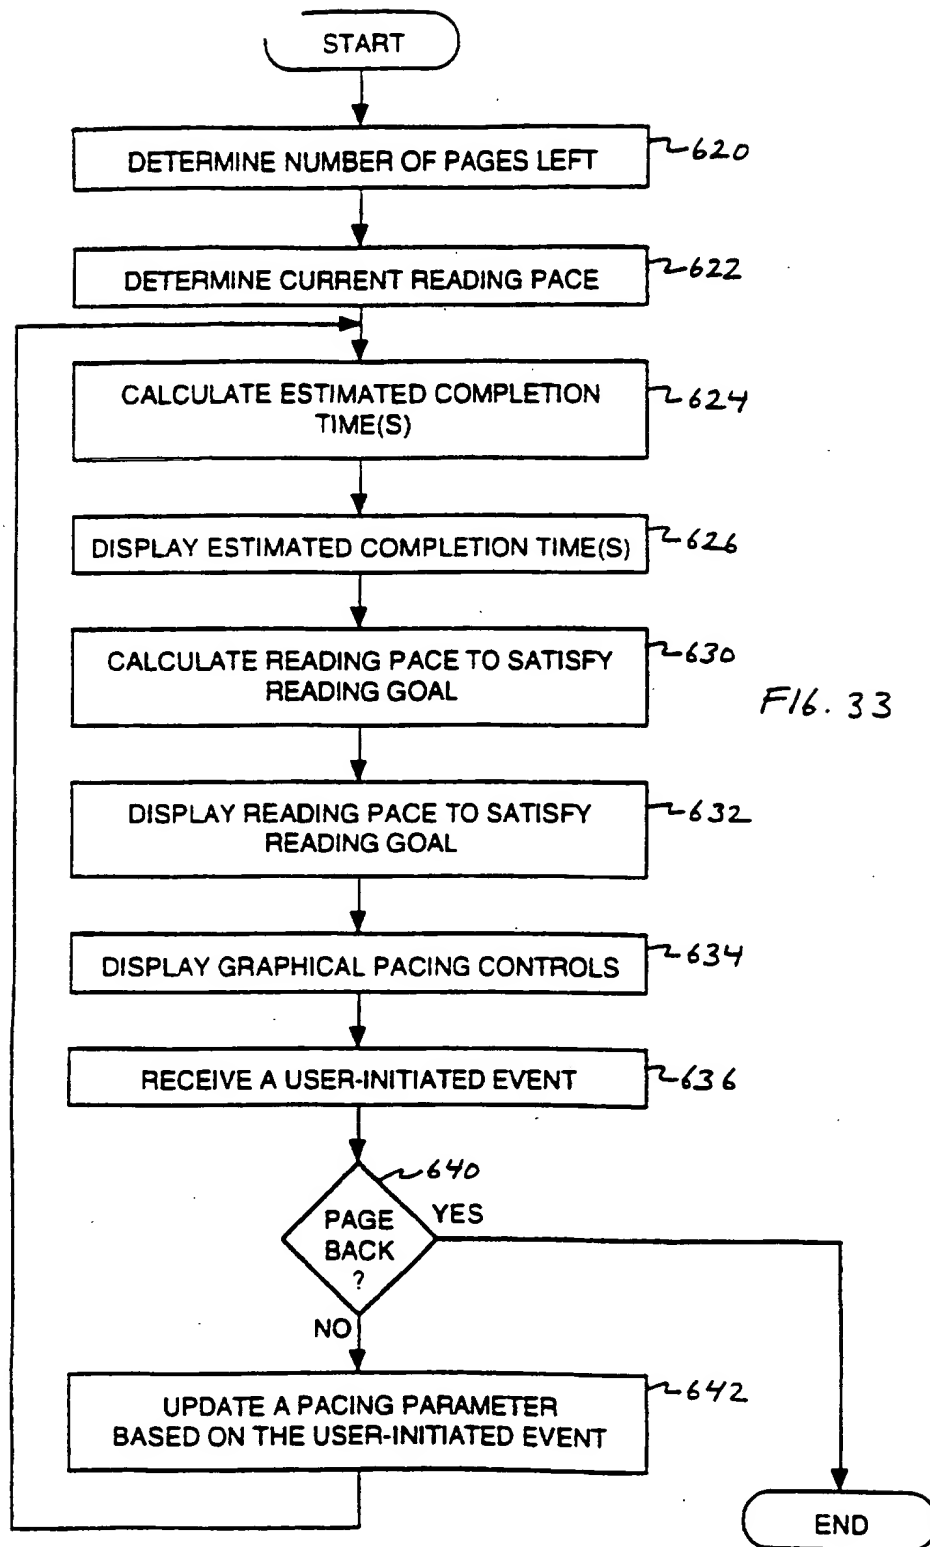 START
DETERMINE NUMBER OF PAGES LEFT
620
DETERMINE CURRENT READING PACE
622
CALCULATE ESTIMATED COMPLETION
TIME(S)
624
DISPLAY ESTIMATED COMPLETION TIME(S)
626
CALCULATE READING PACE TO SATISFY
READING GOAL
630
FIG. 33
DISPLAY READING PACE TO SATISFY
READING GOAL
632
DISPLAY GRAPHICAL PACING CONTROLS
634
RECEIVE A USER-INITIATED EVENT
636
640
PAGE
BACK
?
YES
NO
UPDATE A PACING PARAMETER
BASED ON THE USER-INITIATED EVENT
642
END